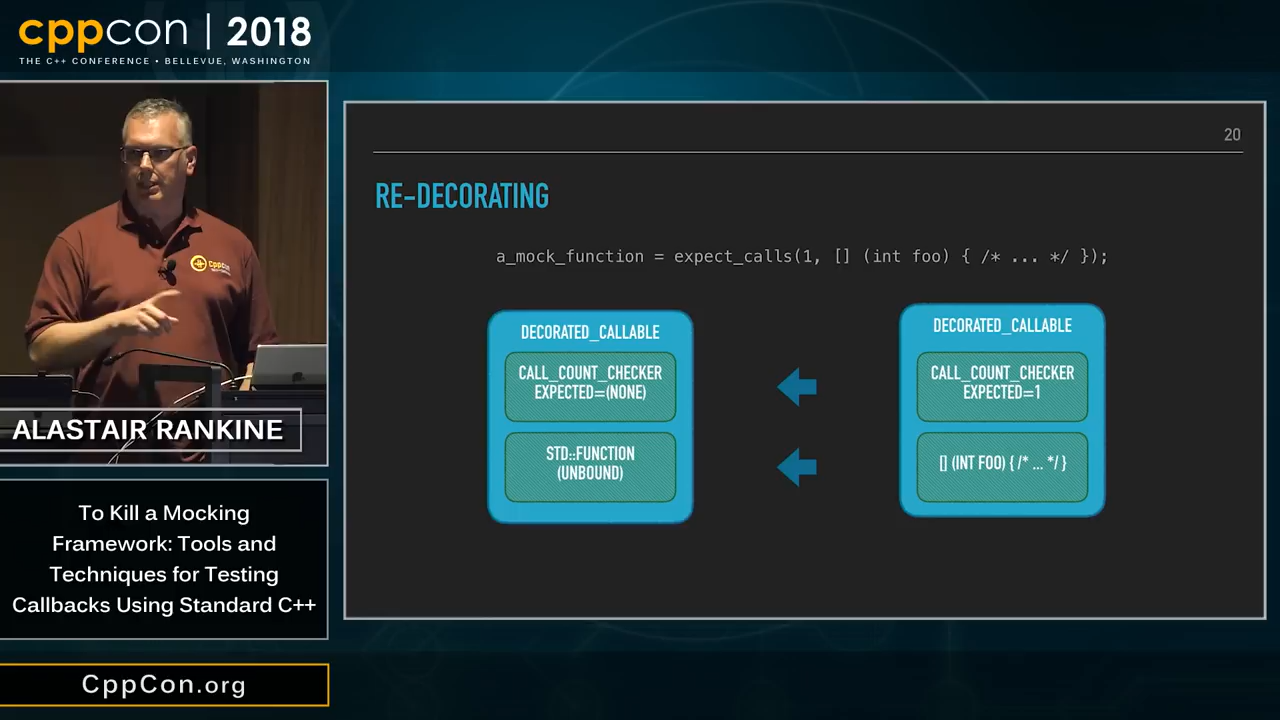 cppcon | 2018
THE C++ CONFERENCE • BELLEVUE, WASHINGTON
CppCon
ALASTAIR RANKINE
To Kill a Mocking
Framework: Tools and
Techniques for Testing
Callbacks Using Standard C++
CppCon.org
20
RE-DECORATING
a_mock_function = expect_calls(1, [] (int foo) { /* ... */ });
DECORATED_CALLABLE
CALL_COUNT_CHECKER
EXPECTED=(NONE)
STD::FUNCTION
(UNBOUND)
DECORATED_CALLABLE
CALL_COUNT_CHECKER
EXPECTED=1
[] (INT FOO) { /* ... */ }